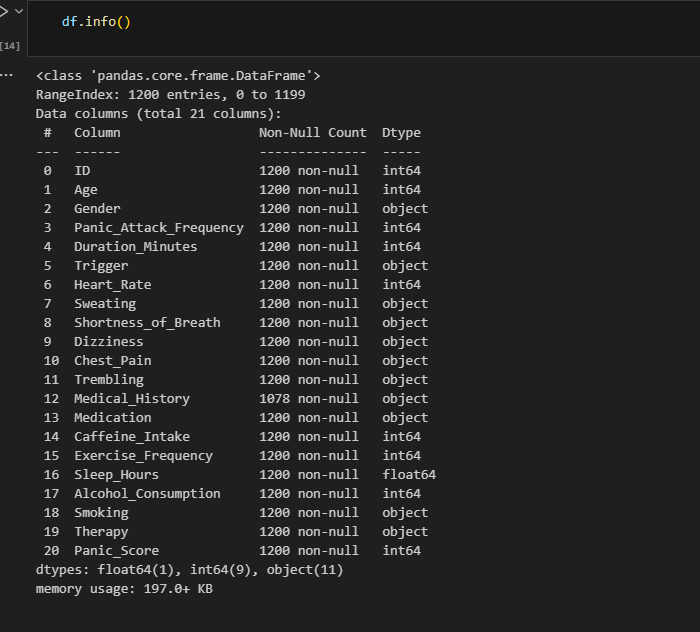 df.info()
[14]
...
<class 'pandas.core.frame.DataFrame'>
RangeIndex: 1200 entries, 0 to 1199
Data columns (total 21 columns):
 #   Column                  Non-Null Count  Dtype
---  ------                  --------------  -----
 0   ID                      1200 non-null   int64
 1   Age                     1200 non-null   int64
 2   Gender                  1200 non-null   object
 3   Panic_Attack_Frequency  1200 non-null   int64
 4   Duration_Minutes        1200 non-null   int64
 5   Trigger                 1200 non-null   object
 6   Heart_Rate              1200 non-null   int64
 7   Sweating                1200 non-null   object
 8   Shortness_of_Breath     1200 non-null   object
 9   Dizziness               1200 non-null   object
 10  Chest_Pain              1200 non-null   object
 11  Trembling               1200 non-null   object
 12  Medical_History         1078 non-null   object
 13  Medication              1200 non-null   object
 14  Caffeine_Intake         1200 non-null   int64
 15  Exercise_Frequency      1200 non-null   int64
 16  Sleep_Hours             1200 non-null   float64
 17  Alcohol_Consumption     1200 non-null   int64
 18  Smoking                 1200 non-null   object
 19  Therapy                 1200 non-null   object
 20  Panic_Score             1200 non-null   int64
dtypes: float64(1), int64(9), object(11)
memory usage: 197.0+ KB